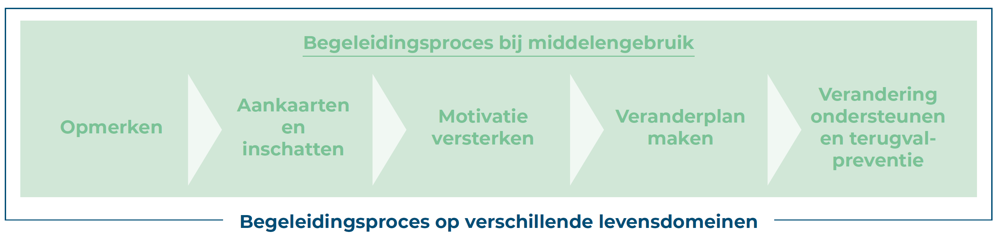 Begeleidingsproces bij middelengebruik
Opmerken
Aankaarten
en
inschatten
Motivatie
versterken
Veranderplan
maken
Verandering
ondersteunen
en terugval-
preventie
Begeleidingsproces op verschillende levensdomeinen